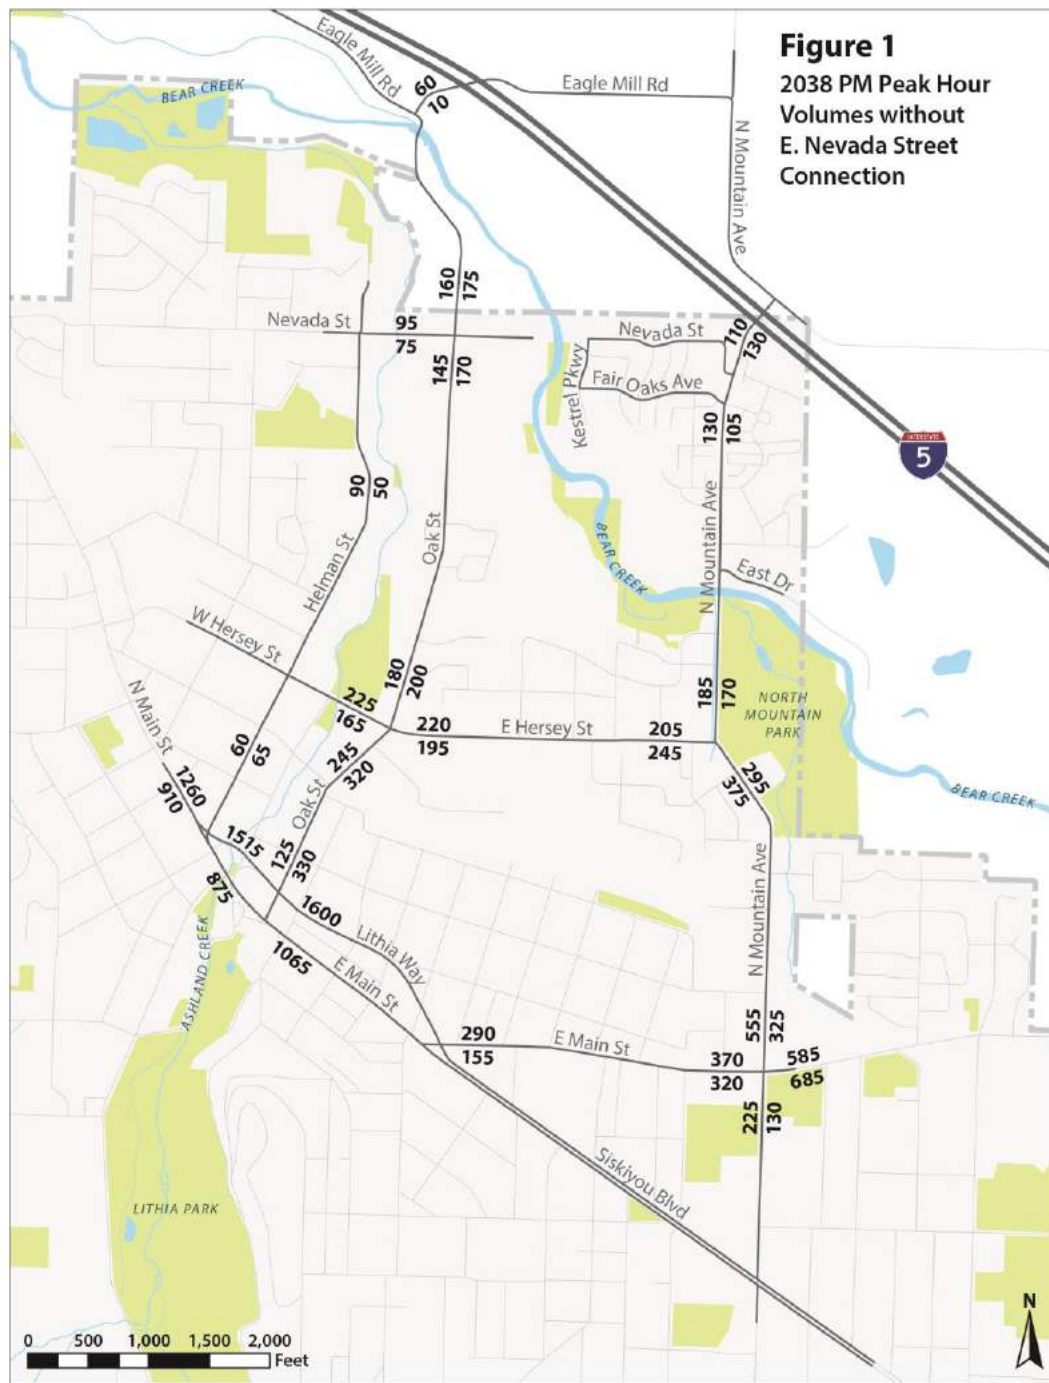 Figure 1
2038 PM Peak Hour
Volumes without
E. Nevada Street
Connection
Eagle Mill Rd
60
10
Eagle Mill Rd
N Mountain Ave
BEAR CREEK
160
175
Nevada St
95
75
145
170
Nevada St
110
130
Kestrel Pkwy
Fair Oaks Ave
130
105
INTERSTATE
5
90
50
Oak St
N Mountain Ave
BEAR CREEK
East Dr
Helman St
W Hersey St
180
200
225
165
220
195
E Hersey St
205
245
185
170
NORTH
MOUNTAIN
PARK
N Main St
60
65
245
320
Oak St
295
375
BEAR CREEK
1260
910
1515
125
330
875
1600
Lithia Way
N Mountain Ave
1065
E Main St
ASHLAND CREEK
555
325
290
155
E Main St
370
320
585
685
225
130
Siskiyou Blvd
LITHIA PARK
N
0 500 1,000 1,500 2,000
Feet